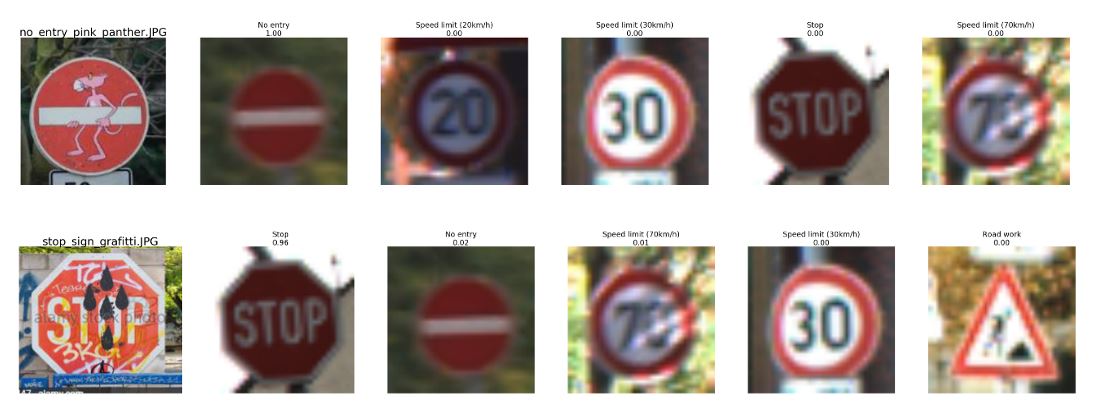 no_entry_pink_panther.JPG
No entry
1.00
Speed limit (20km/h)
0.00
Speed limit (30km/h)
0.00
Stop
0.00
Speed limit (70km/h)
0.00
20
30
STOP
stop_sign_grafitti.JPG
Stop
0.96
No entry
0.02
Speed limit (70km/h)
0.01
Speed limit (30km/h)
0.00
Road work
0.00
STOP
alamy stock photo
3KG
STOP
30